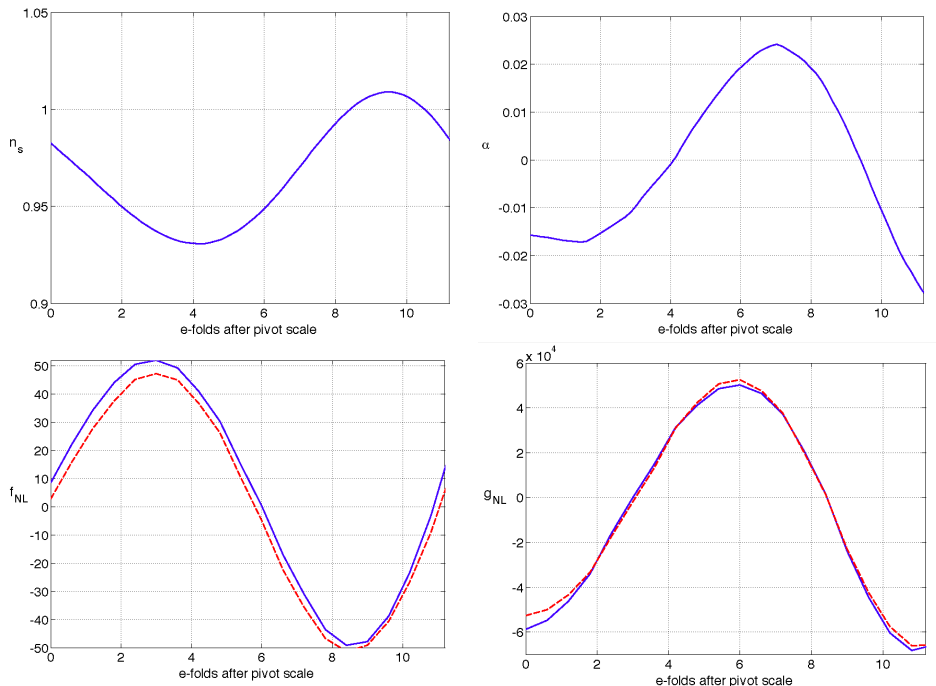 1.05
1
0.95
0.9
n_s
0 2 4 6 8 10
e-folds after pivot scale
0.03
0.02
0.01
0
-0.01
-0.02
-0.03
α
0 2 4 6 8 10
e-folds after pivot scale
50
40
30
20
10
0
-10
-20
-30
-40
-50
f_NL
0 2 4 6 8 10
e-folds after pivot scale
x 10^4
6
4
2
0
-2
-4
-6
g_NL
0 2 4 6 8 10
e-folds after pivot scale